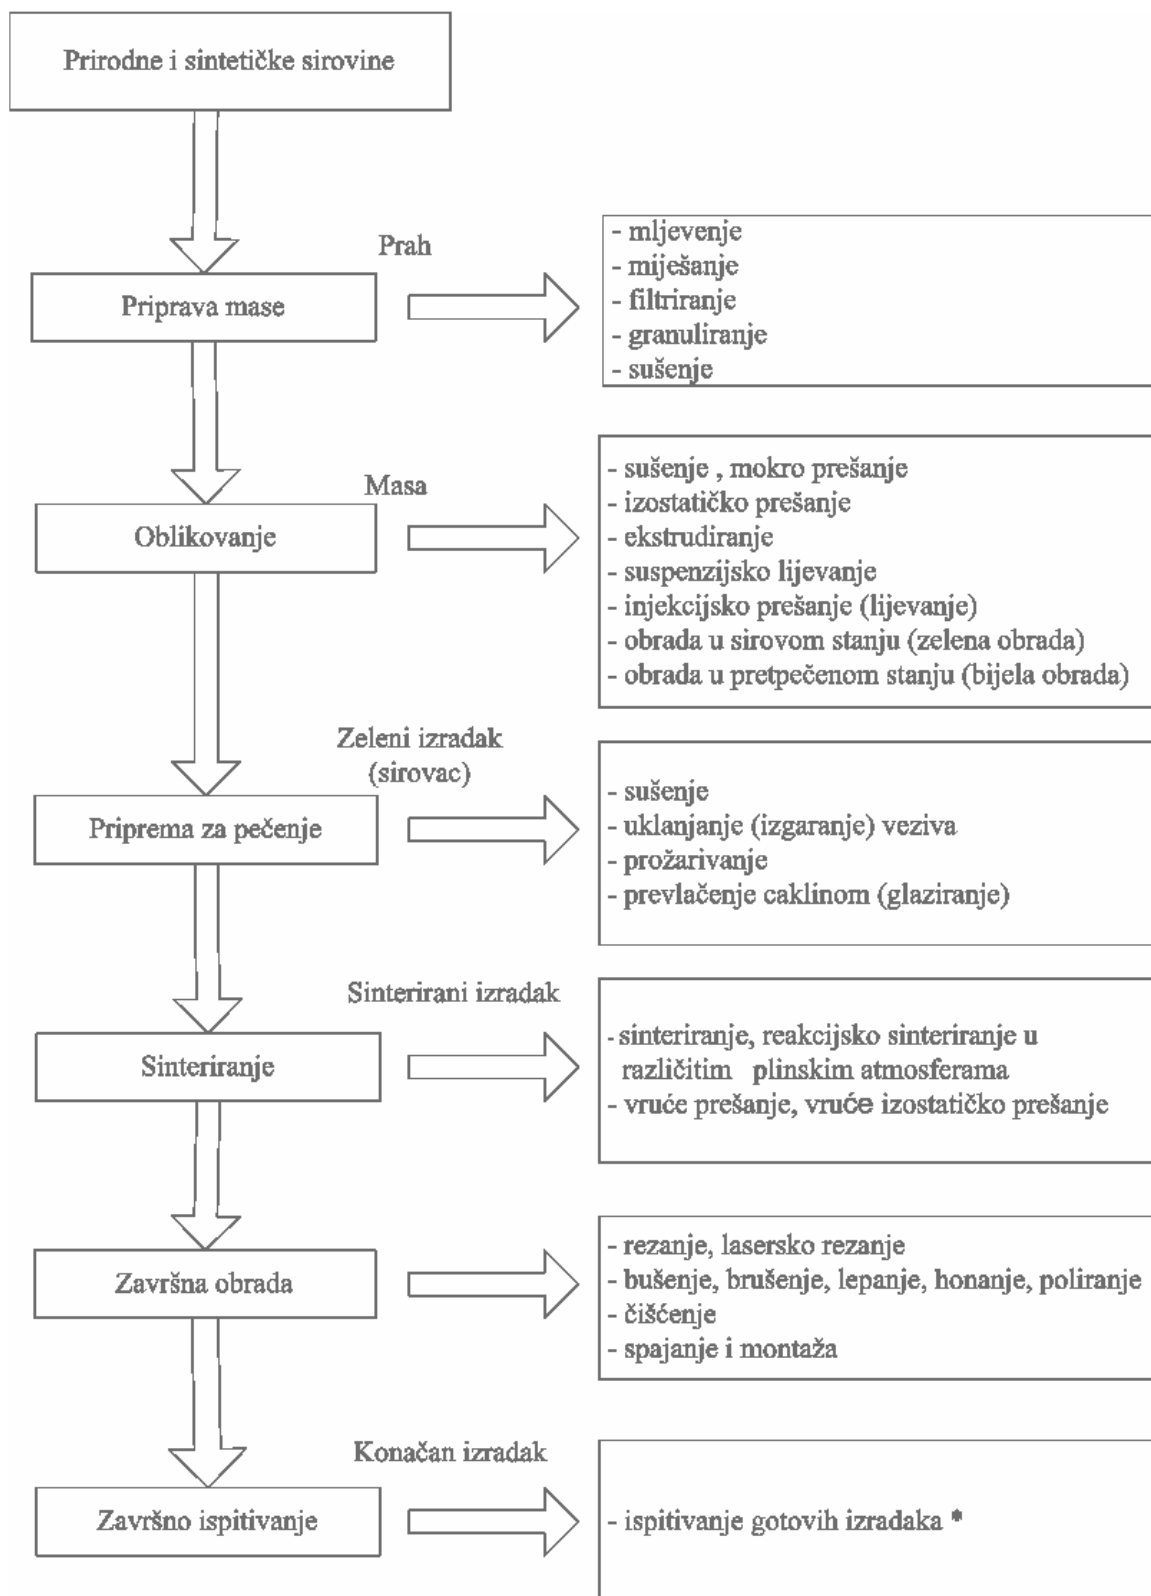 Prirodne i sintetičke sirovine
Prah
Priprava mase
- mljevenje
- miješanje
- filtriranje
- granuliranje
- sušenje
Masa
Oblikovanje
- sušenje , mokro prešanje
- izostatičko prešanje
- ekstrudiranje
- suspenzijsko lijevanje
- injekcijsko prešanje (lijevanje)
- obrada u sirovom stanju (zelena obrada)
- obrada u pretpečenom stanju (bijela obrada)
Zeleni izradak
(sirovac)
Priprema za pečenje
- sušenje
- uklanjanje (izgaranje) veziva
- prožarivanje
- prevlačenje caklinom (glaziranje)
Sinterirani izradak
Sinteriranje
- sinteriranje, reakcijsko sinteriranje u
različitim plinskim atmosferama
- vruće prešanje, vruće izostatičko prešanje
Završna obrada
- rezanje, lasersko rezanje
- bušenje, brušenje, lepanje, honanje, poliranje
- čišćenje
- spajanje i montaža
Konačan izradak
Završno ispitivanje
- ispitivanje gotovih izradaka *